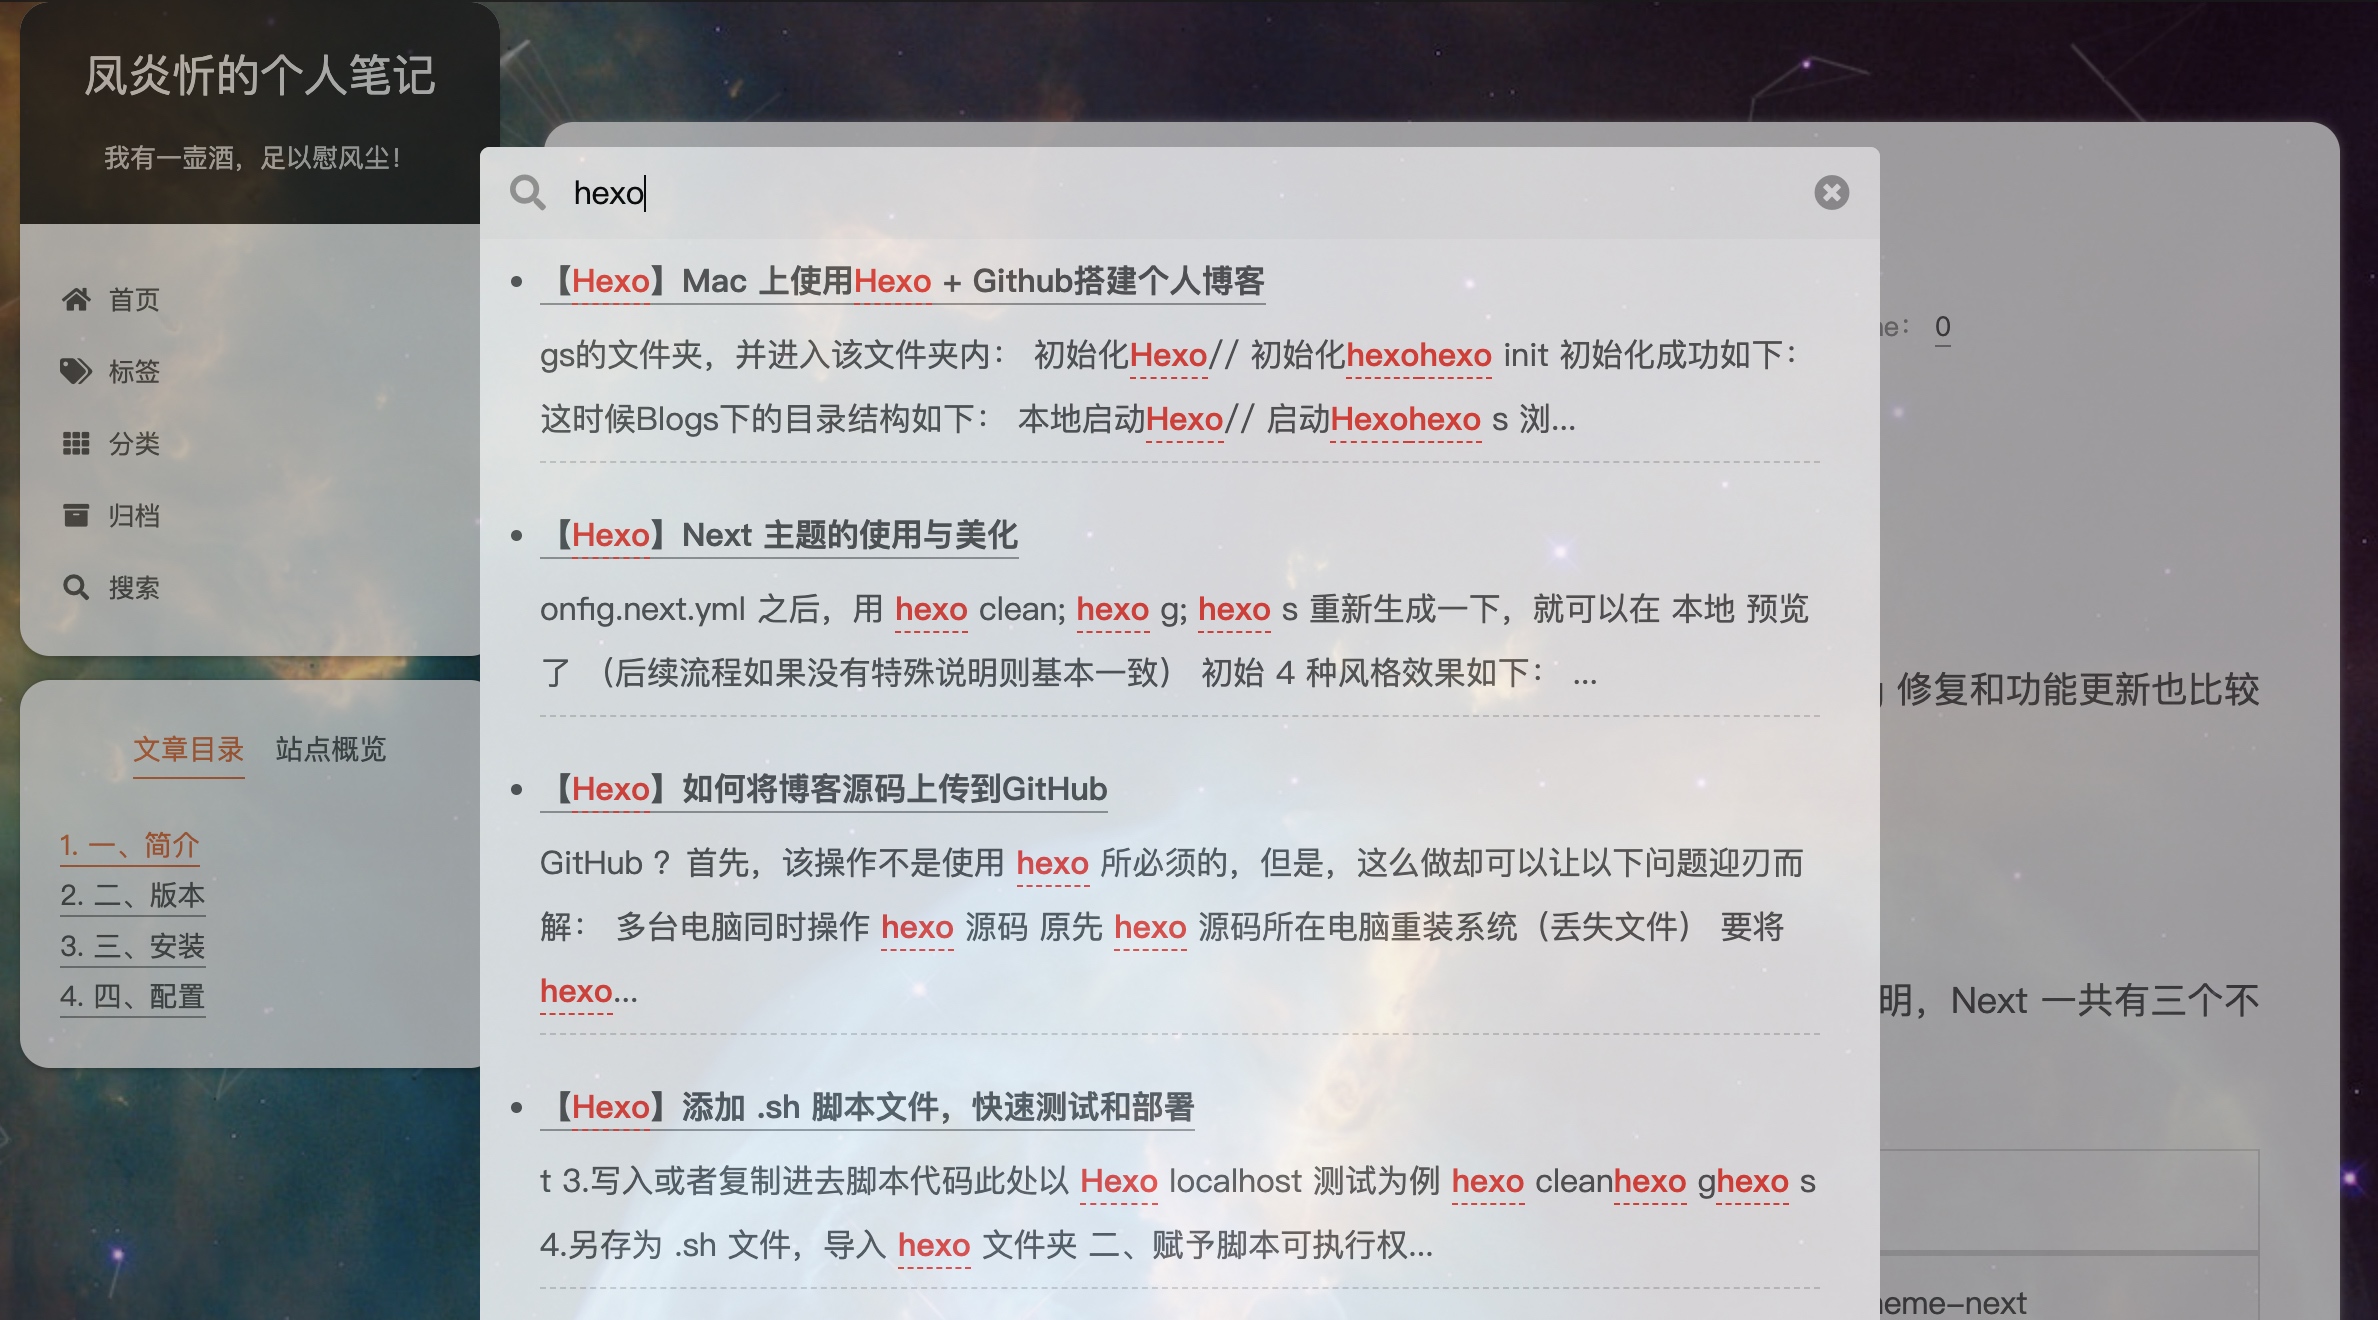 凤炎忻的个人笔记
我有一壶酒，足以慰风尘！
首页
标签
分类
归档
搜索
文章目录 站点概览
1. 一、简介
2. 二、版本
3. 三、安装
4. 四、配置
hexo
【Hexo】Mac 上使用Hexo + Github搭建个人博客
gs的文件夹，并进入该文件夹内： 初始化Hexo// 初始化hexohexo init 初始化成功如下：
这时候Blogs下的目录结构如下： 本地启动Hexo// 启动Hexohexo s 浏...
【Hexo】Next 主题的使用与美化
onfig.next.yml 之后，用 hexo clean; hexo g; hexo s 重新生成一下，就可以在 本地 预览
了 （后续流程如果没有特殊说明则基本一致） 初始 4 种风格效果如下： ...
【Hexo】如何将博客源码上传到GitHub
GitHub ？首先，该操作不是使用 hexo 所必须的，但是，这么做却可以让以下问题迎刃而
解： 多台电脑同时操作 hexo 源码 原先 hexo 源码所在电脑重装系统（丢失文件） 要将
hexo...
【Hexo】添加 .sh 脚本文件，快速测试和部署
t 3.写入或者复制进去脚本代码此处以 Hexo localhost 测试为例 hexo cleanhexo ghexo s
4.另存为 .sh 文件，导入 hexo 文件夹 二、赋予脚本可执行权...
e： 0
修复和功能更新也比较
明，Next 一共有三个不
eme-next